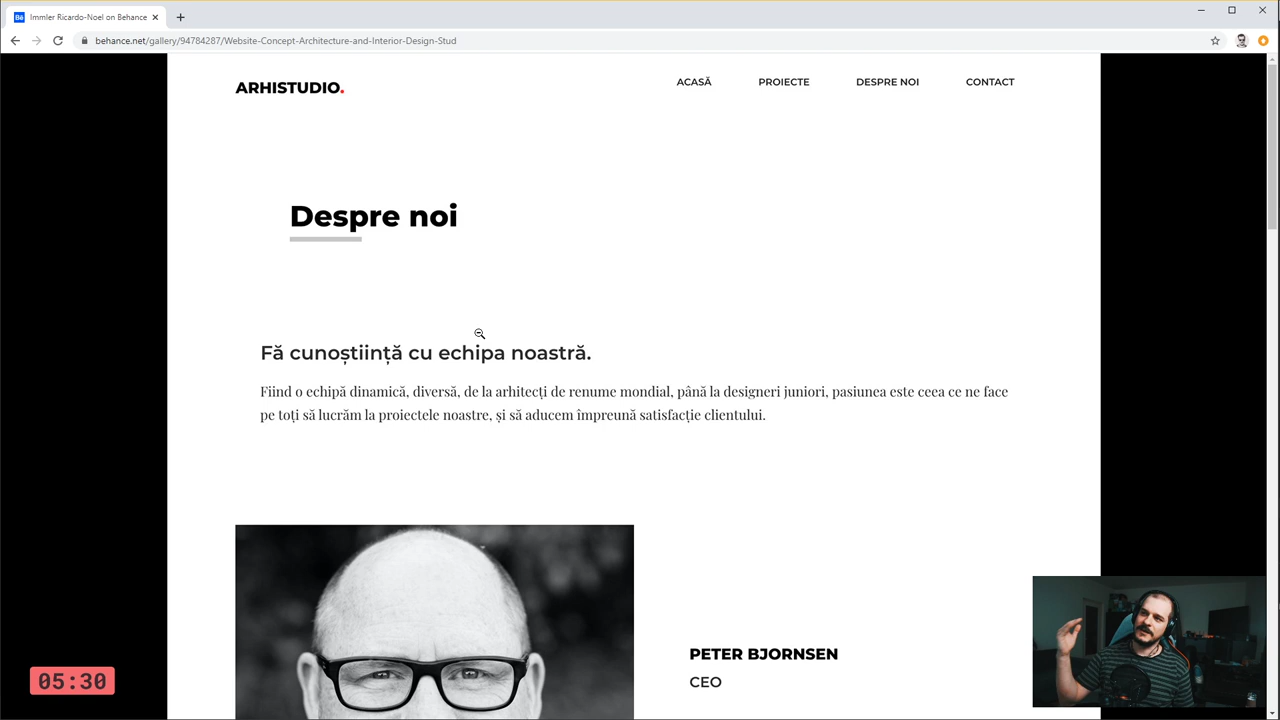 Immler Ricardo-Noel on Behance
behance.net/gallery/94784287/Website-Concept-Architecture-and-Interior-Design-Stud
ARHISTUDIO.
ACASĂ PROIECTE DESPRE NOI CONTACT
Despre noi
Fă cunoștiință cu echipa noastră.
Fiind o echipă dinamică, diversă, de la arhitecți de renume mondial, până la designeri juniori, pasiunea este ceea ce ne face
pe toți să lucrăm la proiectele noastre, și să aducem împreună satisfacție clientului.
PETER BJORNSEN
CEO
05:30